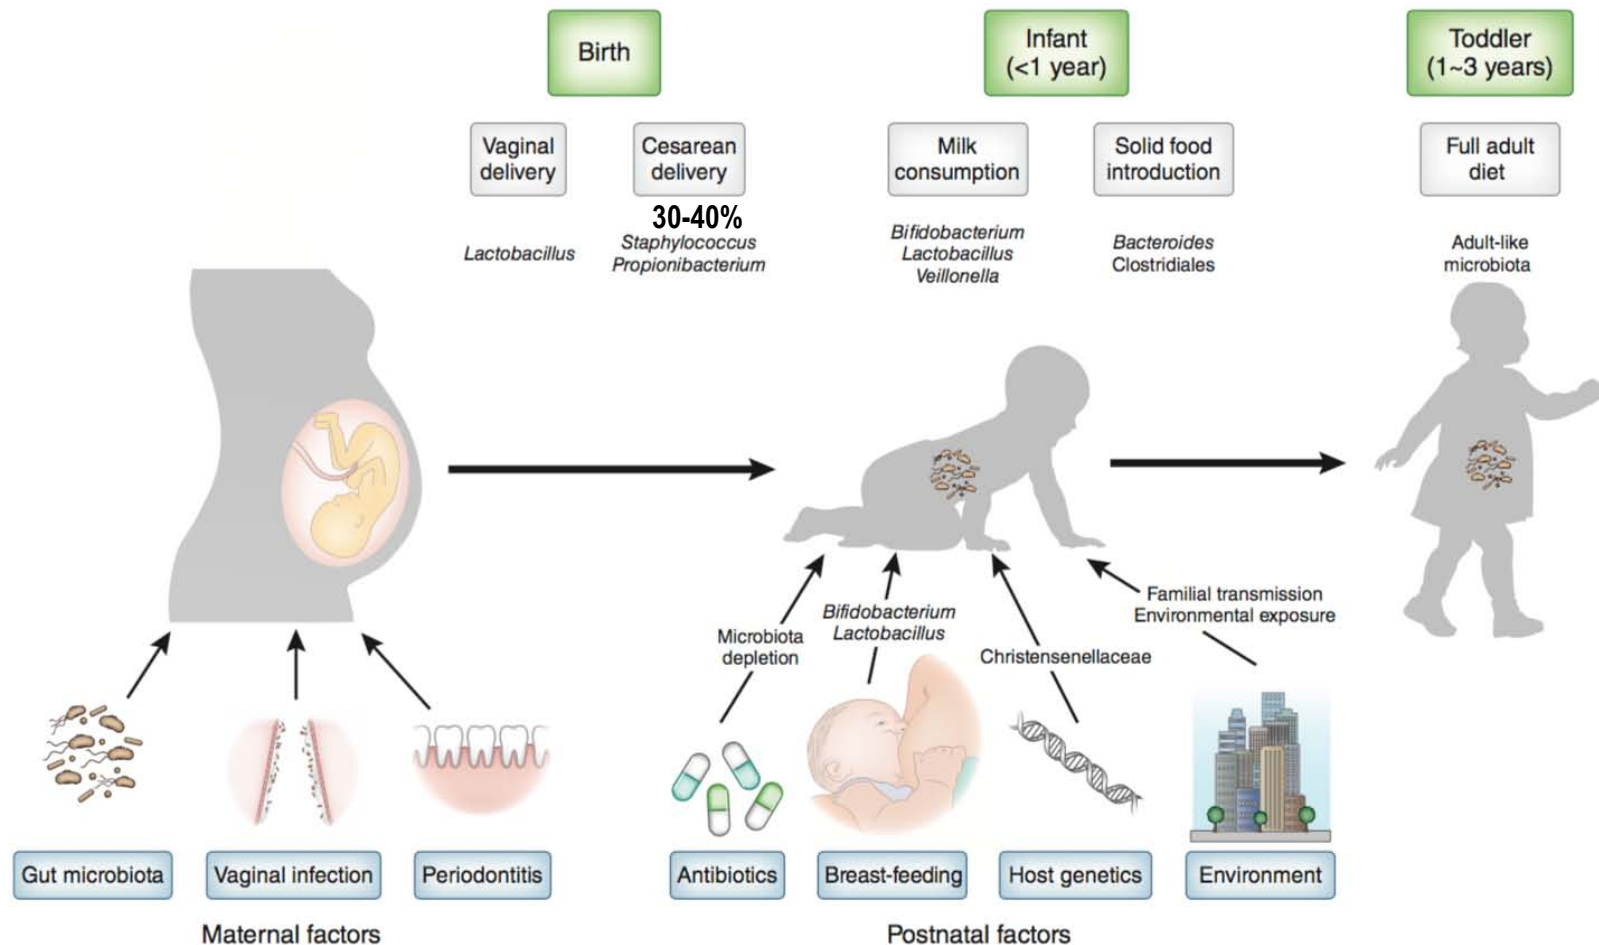 Birth
Infant
(<1 year)
Toddler
(1~3 years)
Vaginal
delivery
Cesarean
delivery
Milk
consumption
Solid food
introduction
Full adult
diet
30-40%
Lactobacillus
Staphylococcus
Propionibacterium
Bifidobacterium
Lactobacillus
Veillonella
Bacteroides
Clostridiales
Adult-like
microbiota
Microbiota
depletion
Bifidobacterium
Lactobacillus
Christensenellaceae
Familial transmission
Environmental exposure
Gut microbiota
Vaginal infection
Periodontitis
Antibiotics
Breast-feeding
Host genetics
Environment
Maternal factors
Postnatal factors